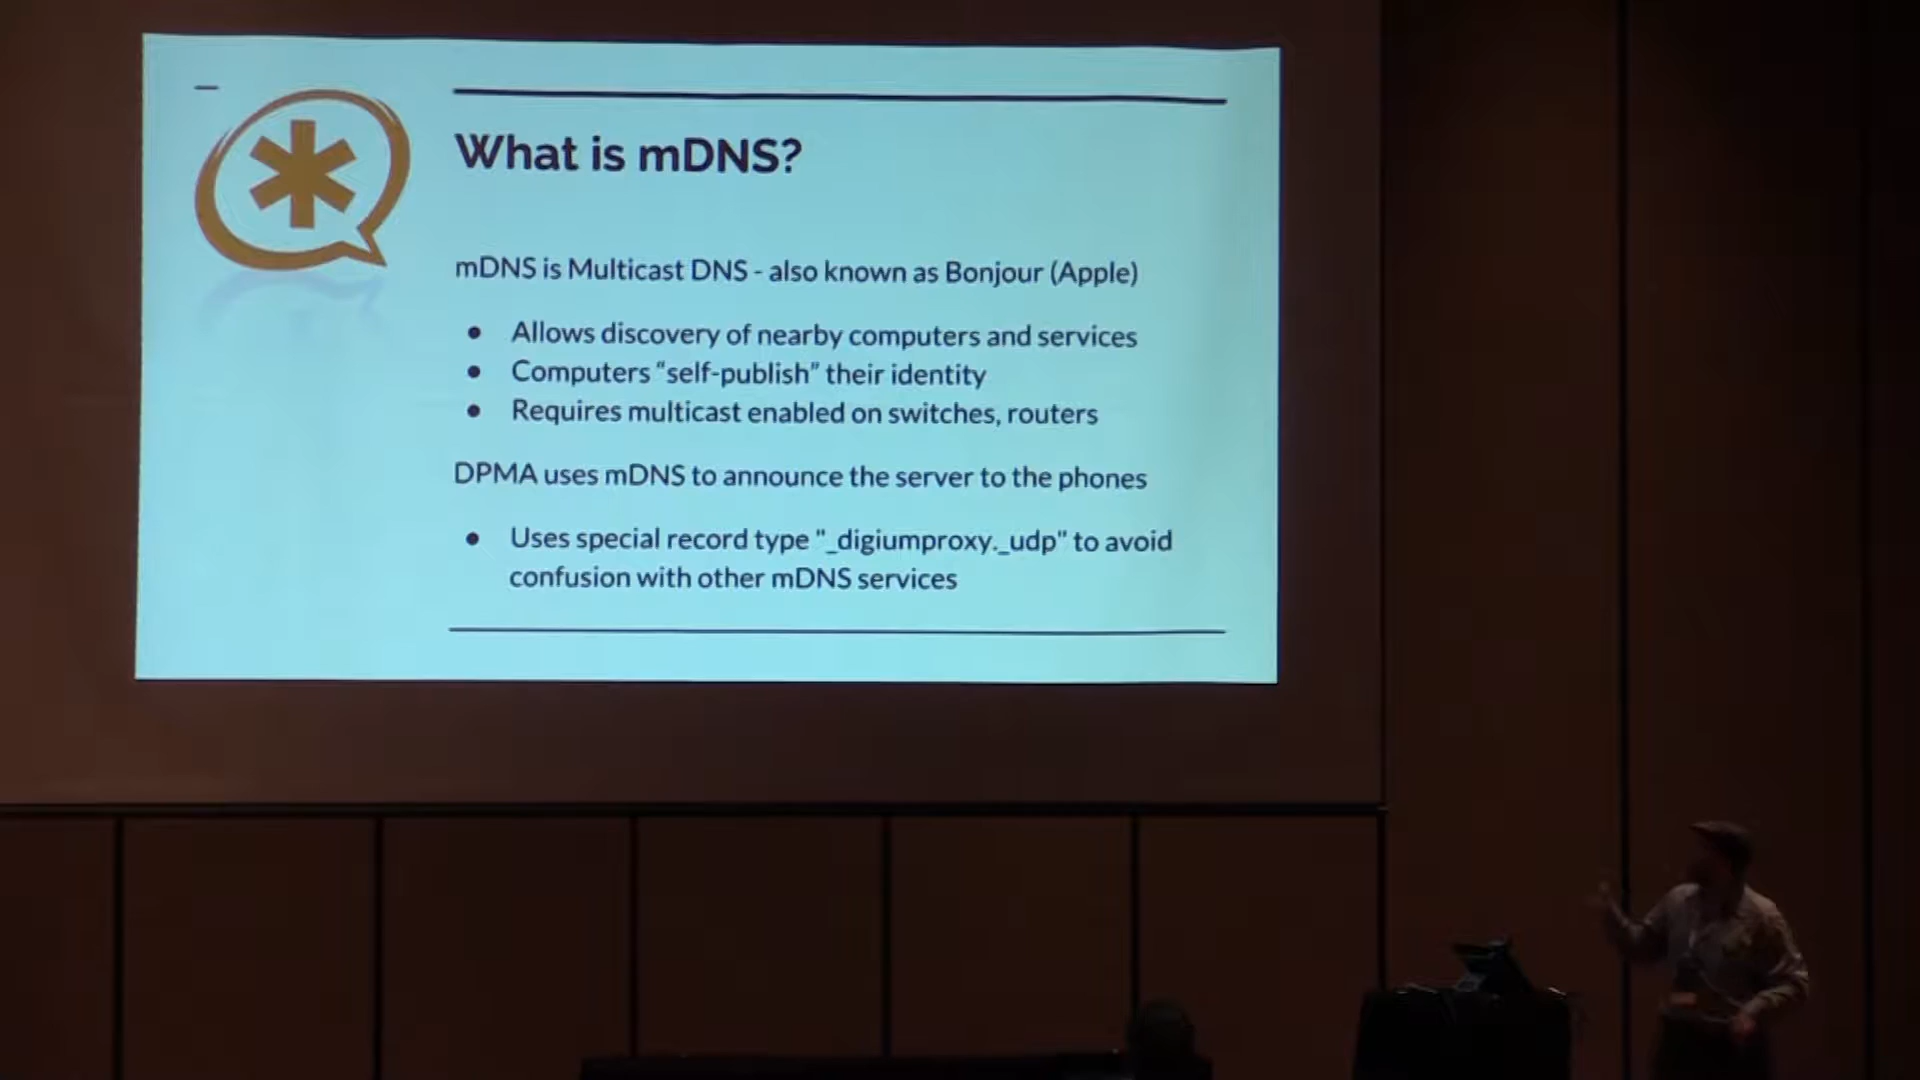 What is mDNS?
mDNS is Multicast DNS - also known as Bonjour (Apple)
● Allows discovery of nearby computers and services
● Computers “self-publish” their identity
● Requires multicast enabled on switches, routers
DPMA uses mDNS to announce the server to the phones
● Uses special record type "_digiumproxy._udp" to avoid
confusion with other mDNS services